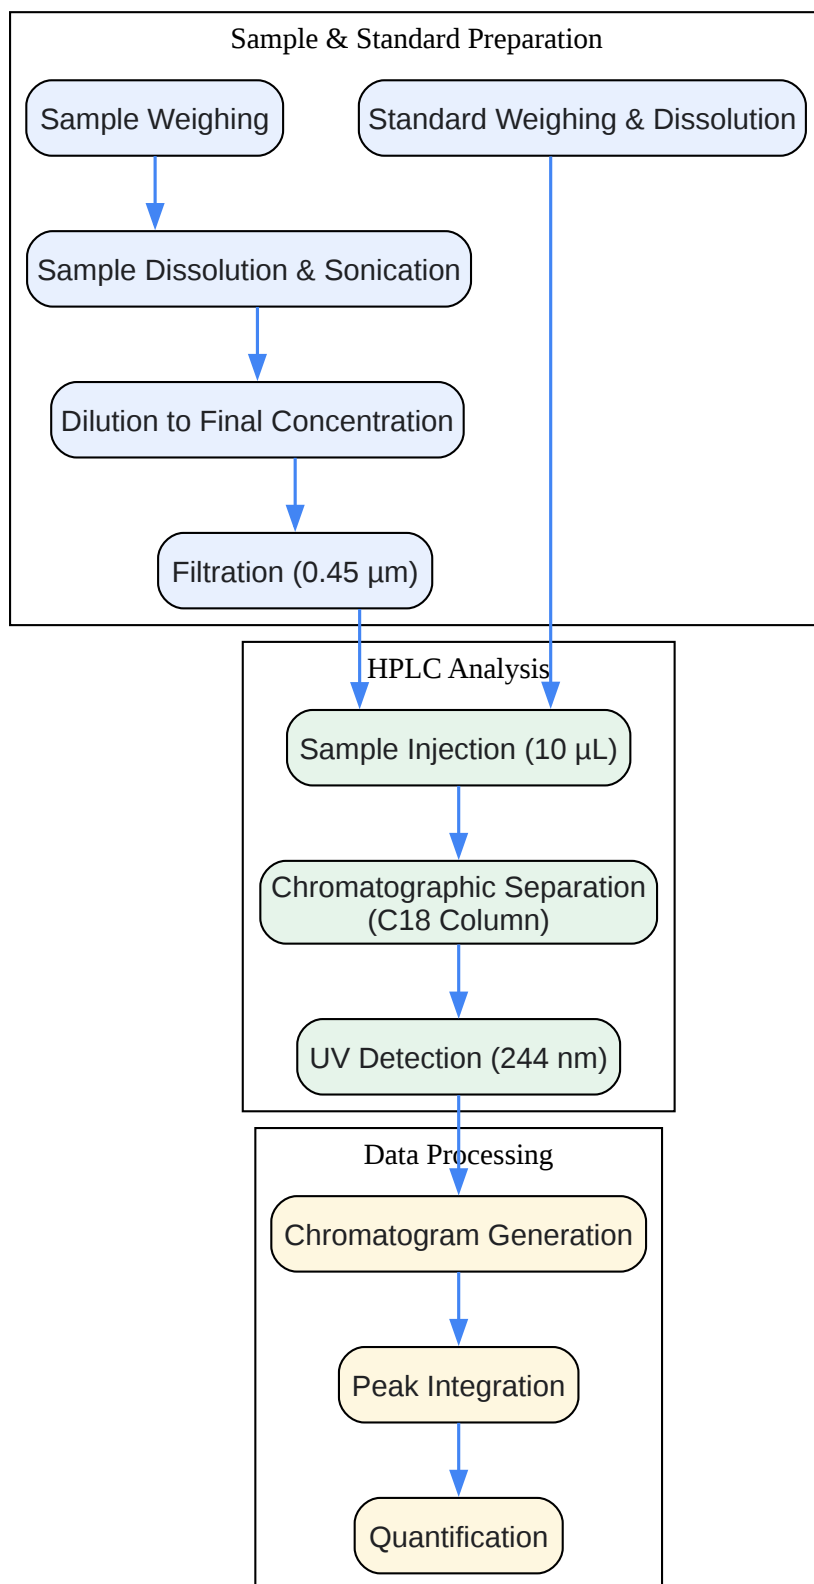 Sample & Standard Preparation
Sample Weighing
Standard Weighing & Dissolution
Sample Dissolution & Sonication
Dilution to Final Concentration
Filtration (0.45 µm)
HPLC Analysis
Sample Injection (10 µL)
Chromatographic Separation
(C18 Column)
UV Detection (244 nm)
Data Processing
Chromatogram Generation
Peak Integration
Quantification